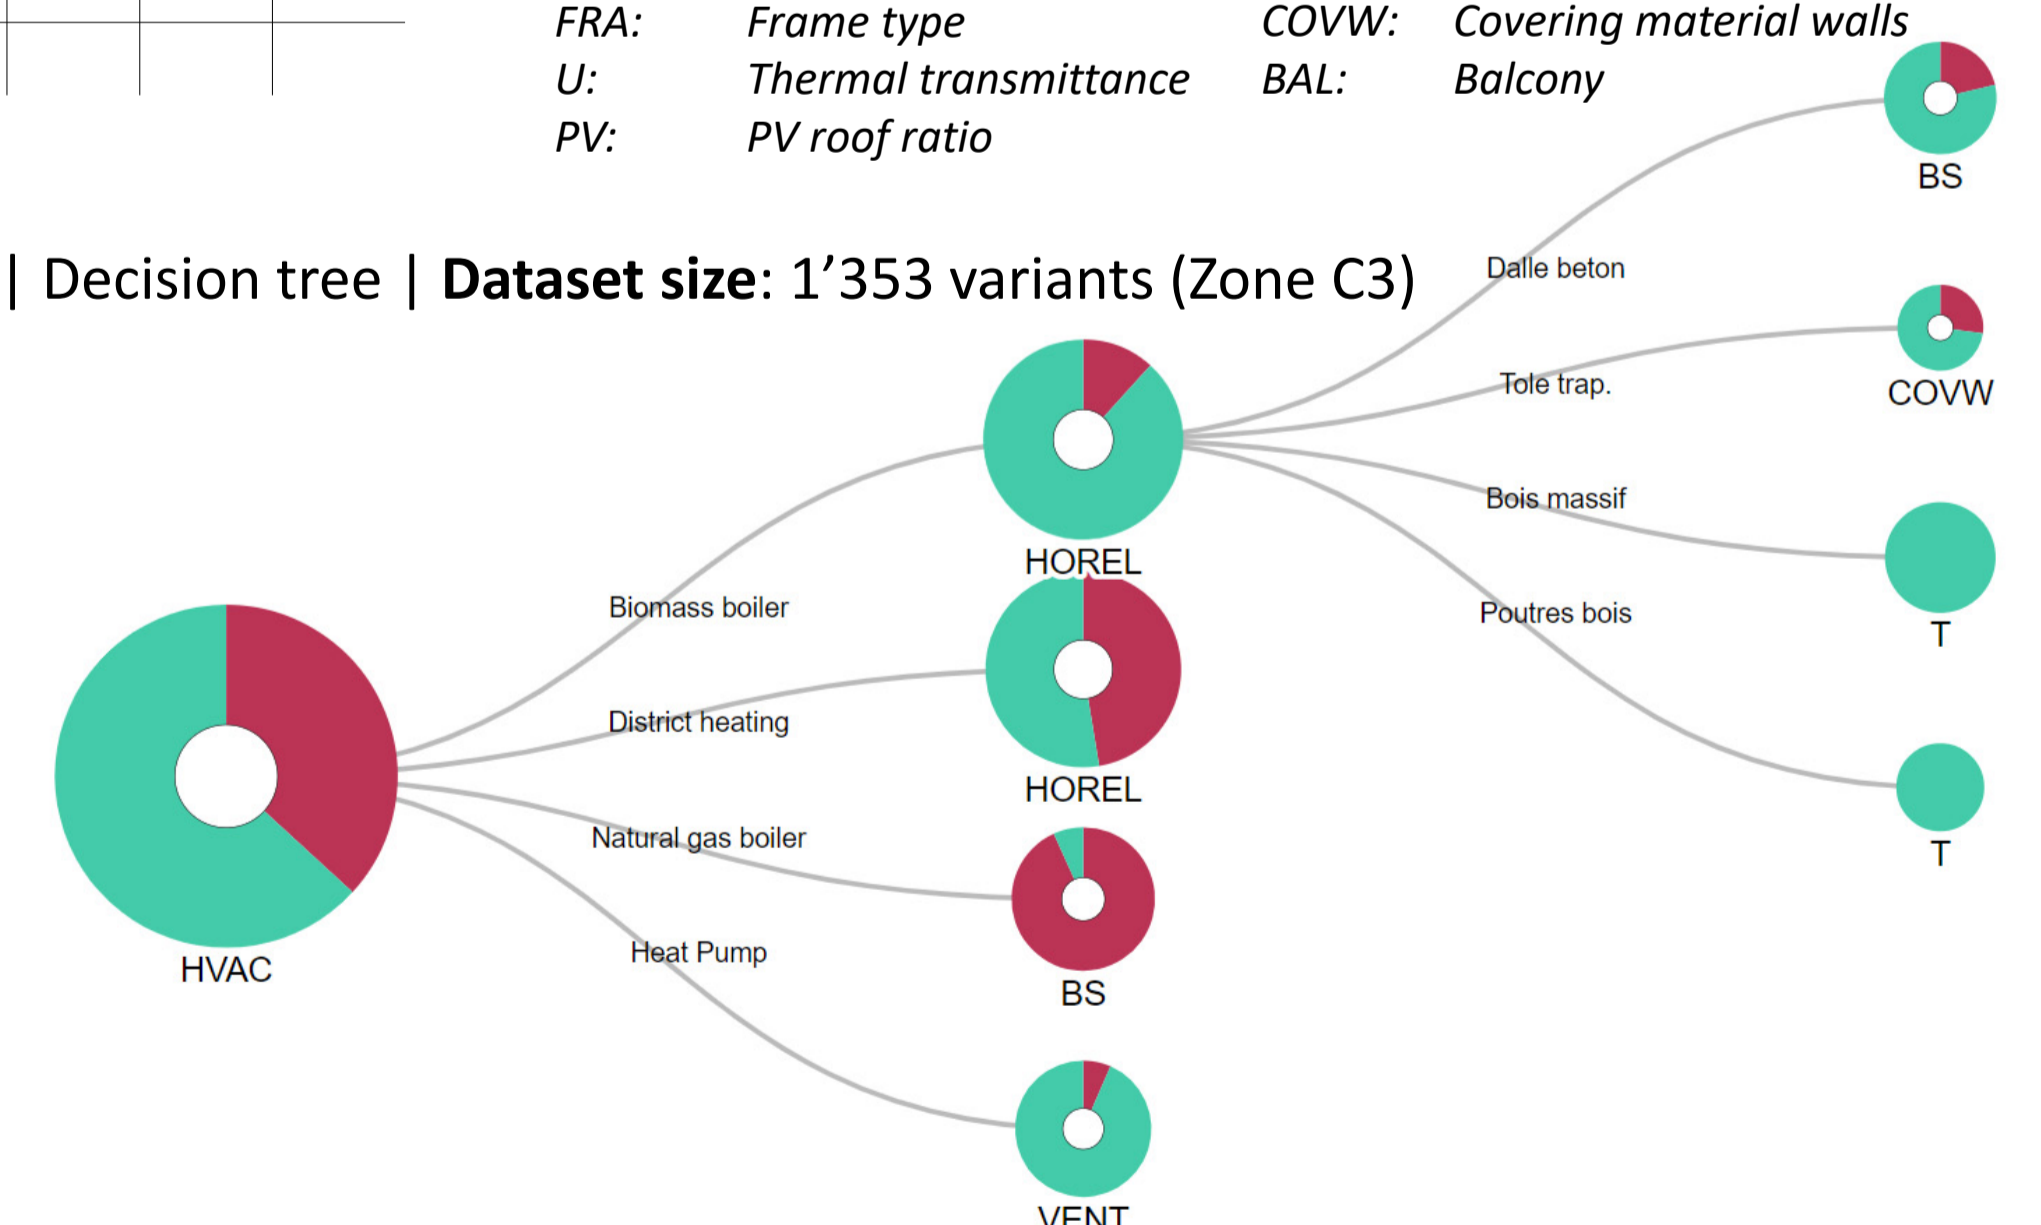 FRA: Frame type COVW: Covering material walls
U: Thermal transmittance BAL: Balcony
PV: PV roof ratio
BS
| Decision tree | Dataset size: 1’353 variants (Zone C3)
Dalle beton
Tole trap.
COVW
Bois massif
HOREL
Biomass boiler
Poutres bois
T
District heating
HOREL
Natural gas boiler
T
Heat Pump
HVAC
BS
VENT